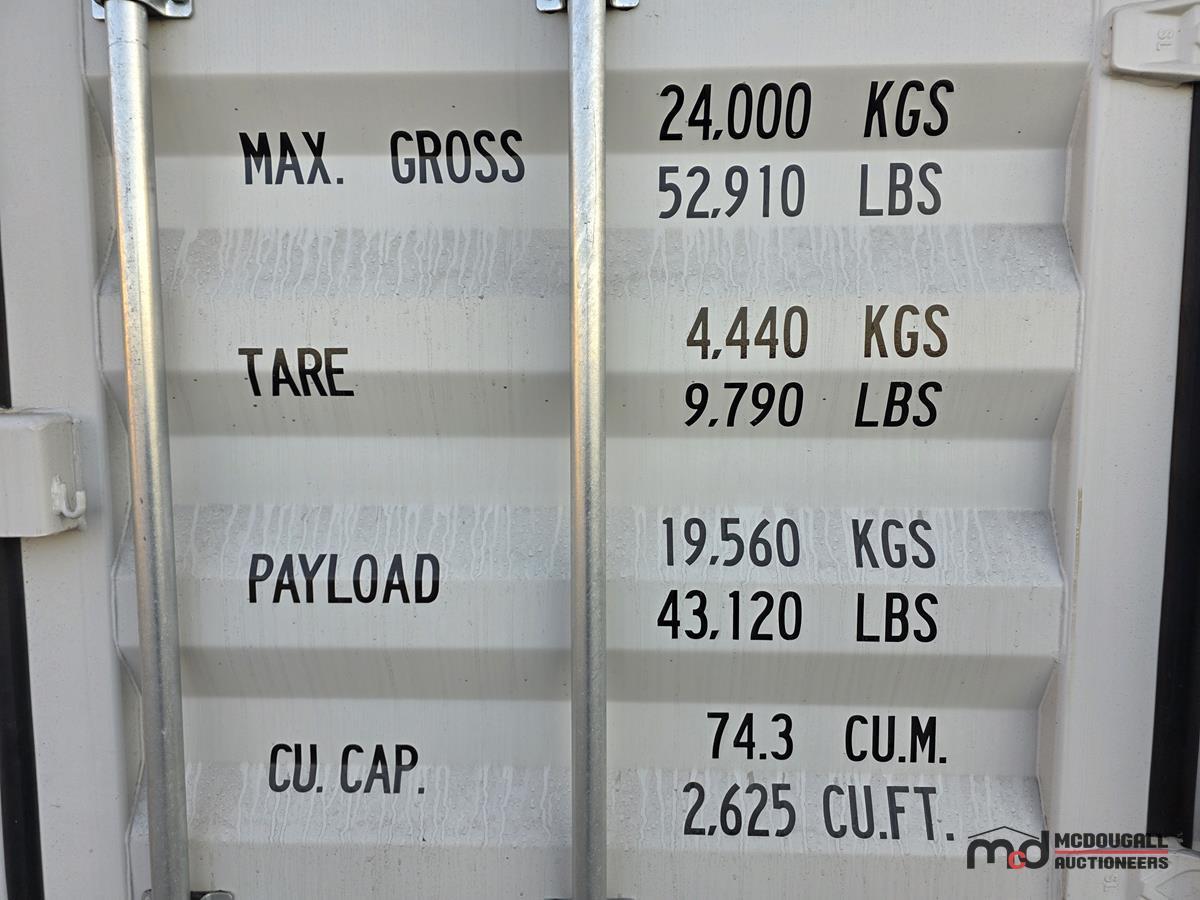 MAX. GROSS 24,000 KGS
52,910 LBS
TARE 4,440 KGS
9,790 LBS
PAYLOAD 19,560 KGS
43,120 LBS
CU. CAP. 74.3 CU.M.
2,625 CU.FT.
mcd MCDOUGALL
AUCTIONEERS